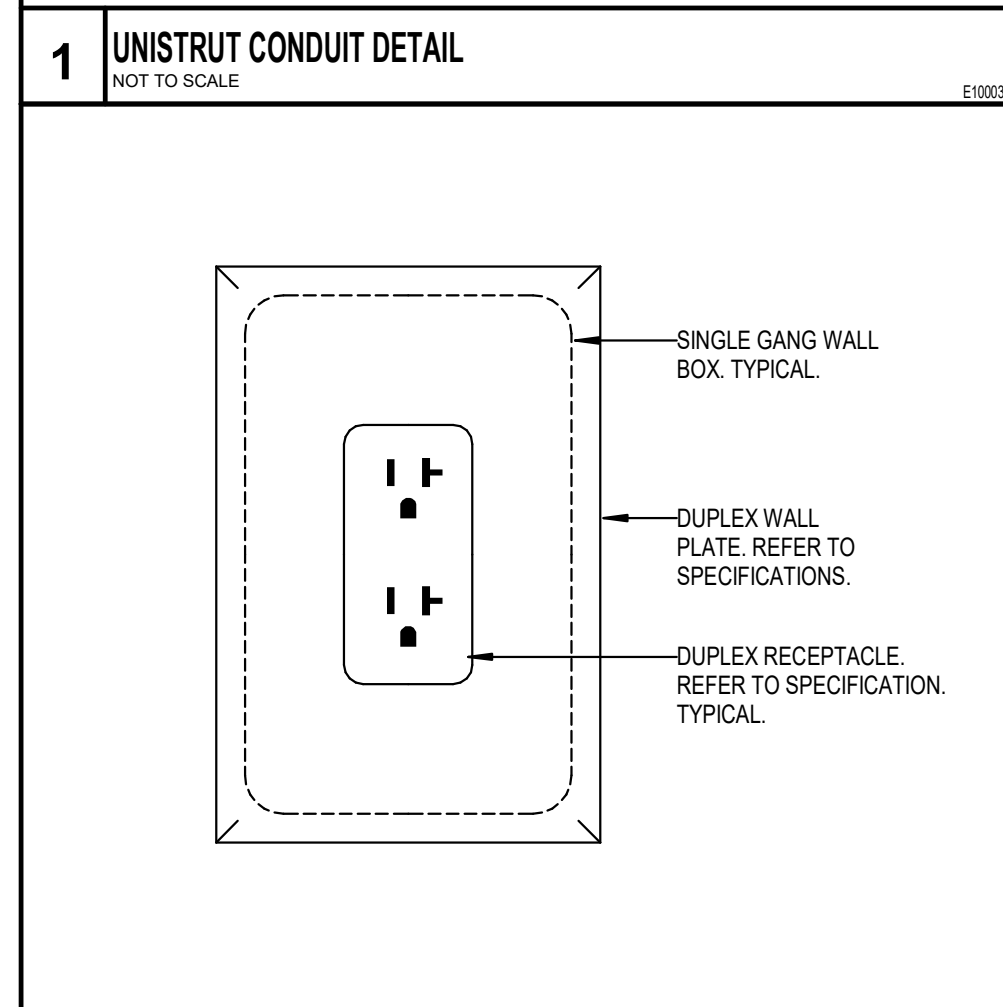 1
UNISTRUT CONDUIT DETAIL
NOT TO SCALE
E10003
SINGLE GANG WALL
BOX. TYPICAL.
DUPLEX WALL
PLATE. REFER TO
SPECIFICATIONS.
DUPLEX RECEPTACLE.
REFER TO SPECIFICATION.
TYPICAL.